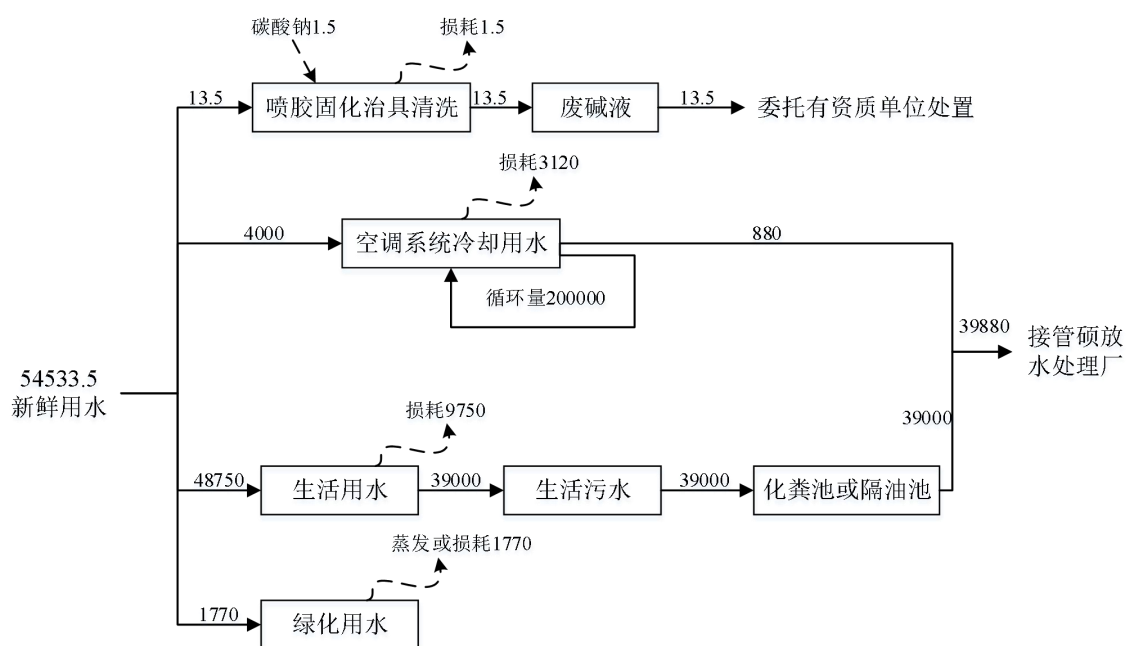 碳酸钠1.5
损耗1.5
13.5
喷胶固化治具清洗
13.5
废碱液
13.5
委托有资质单位处置
损耗3120
4000
空调系统冷却用水
880
循环量200000
39880
接管硕放
水处理厂
54533.5
新鲜用水
损耗9750
39000
48750
生活用水
39000
生活污水
39000
化粪池或隔油池
蒸发或损耗1770
1770
绿化用水